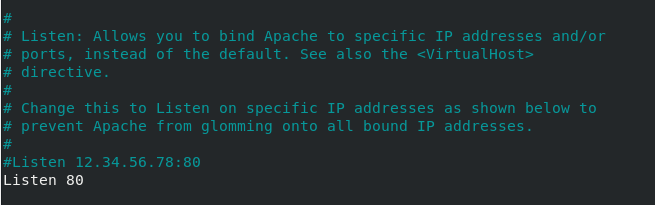 #
# Listen: Allows you to bind Apache to specific IP addresses and/or
# ports, instead of the default. See also the <VirtualHost>
# directive.
#
# Change this to Listen on specific IP addresses as shown below to
# prevent Apache from glomming onto all bound IP addresses.
#
#Listen 12.34.56.78:80
Listen 80